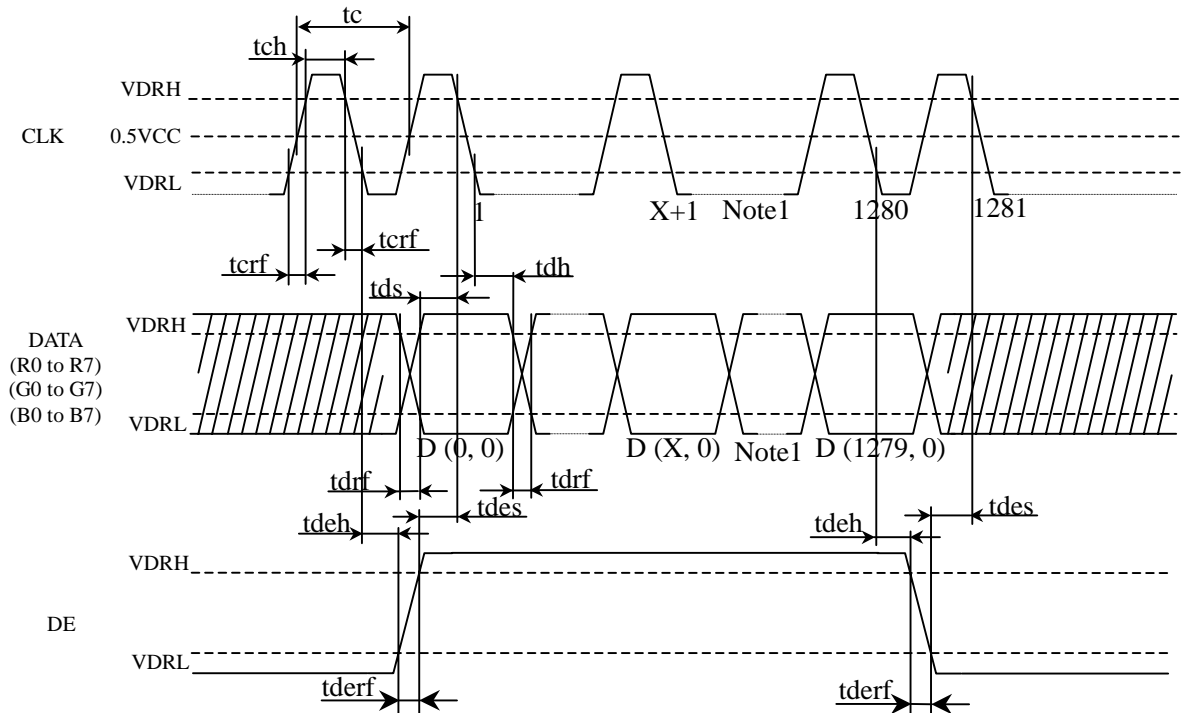 tc
tch
VDRH
CLK
0.5VCC
VDRL
1
X+1
Note1
1280
1281
tcrf
tcrf
tdh
tds
VDRH
DATA
(R0 to R7)
(G0 to G7)
(B0 to B7)
VDRL
D (0, 0)
D (X, 0)
Note1
D (1279, 0)
tdrf
tdrf
tdeh
tdes
tdeh
tdes
VDRH
DE
VDRL
tderf
tderf